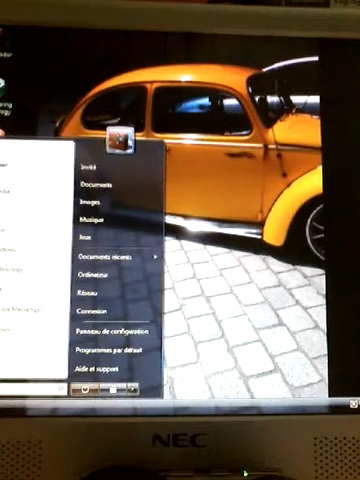 Invité
Documents
Images
Musique
Jeux
Documents récents
Ordinateur
Réseau
Connexion
Panneau de configuration
Programmes par défaut
Aide et support
NEC